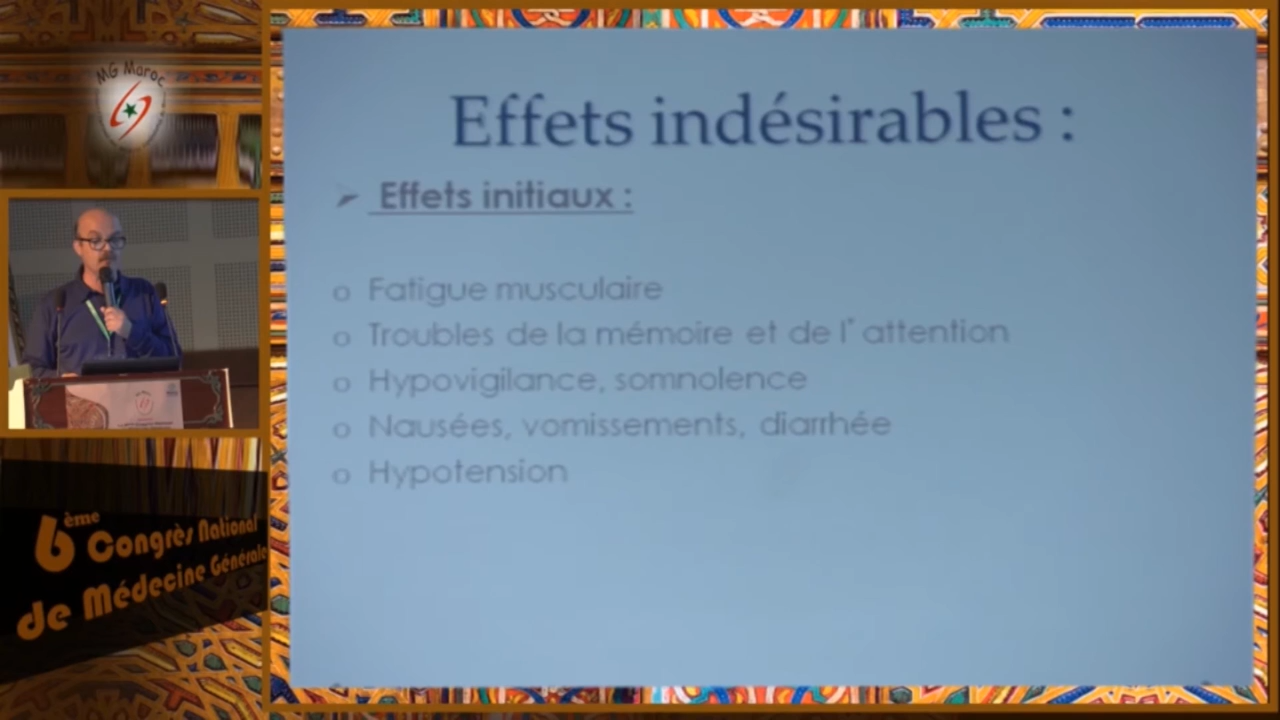 MG Maroc
Effets indésirables :
Effets initiaux :
o Fatigue musculaire
o Troubles de la mémoire et de l’attention
o Hypovigilance, somnolence
o Nausées, vomissements, diarrhée
o Hypotension
6ème Congrès National
de Médecine Générale